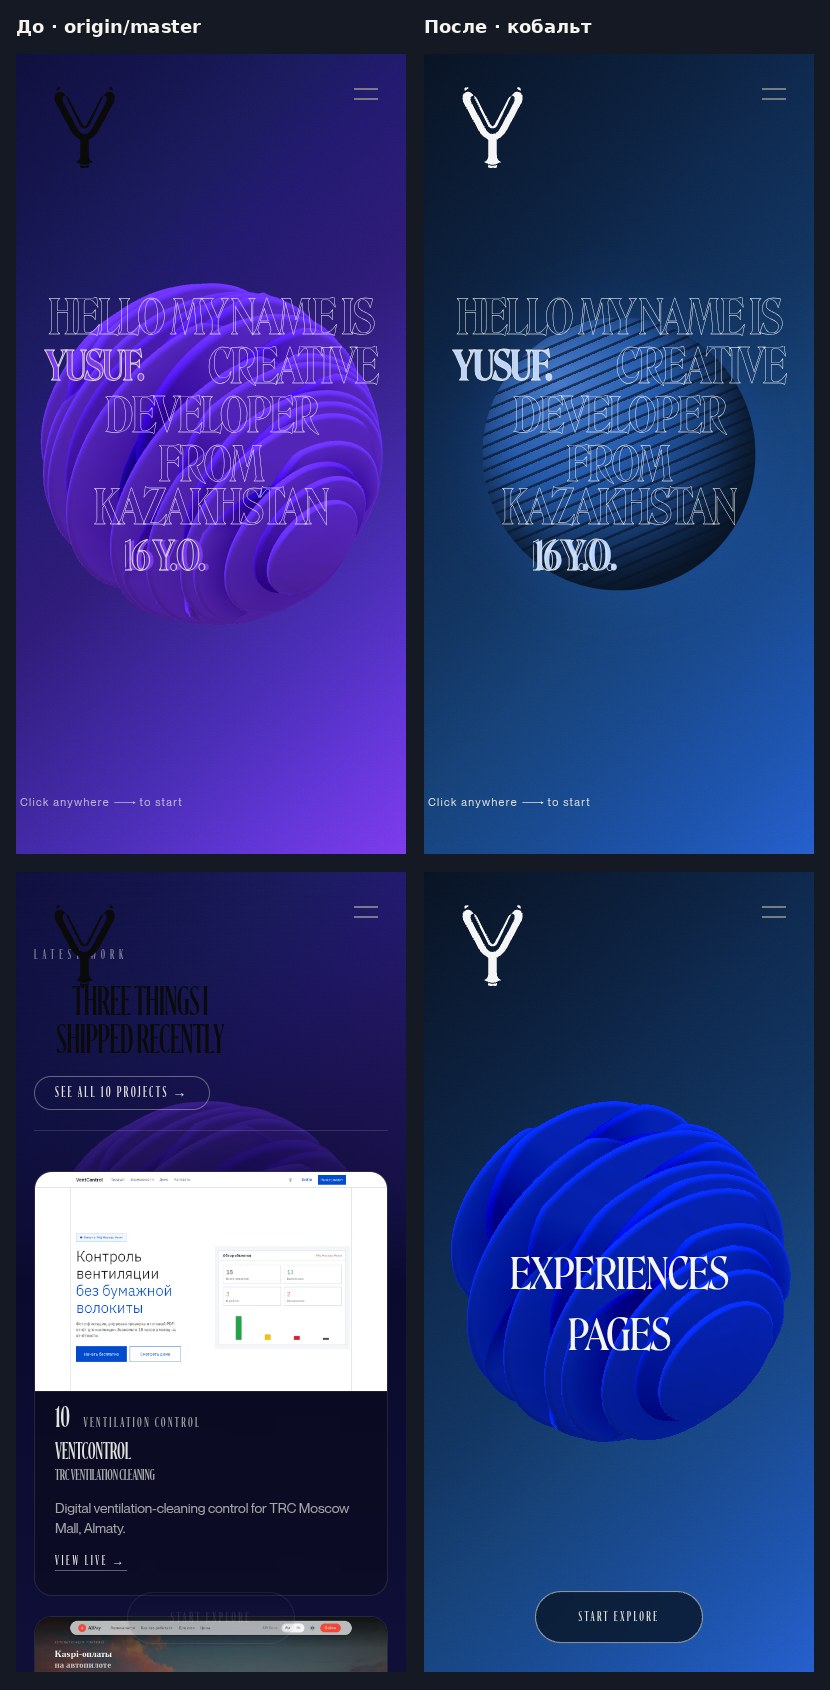 До · origin/master
После · кобальт
HELLO MY NAME IS
YUSUF. CREATIVE
DEVELOPER
FROM
KAZAKHSTAN
16 Y.O.
Click anywhere ⟶ to start
HELLO MY NAME IS
YUSUF. CREATIVE
DEVELOPER
FROM
KAZAKHSTAN
16 Y.O.
Click anywhere ⟶ to start
LATEST WORK
THREE THINGS I
SHIPPED RECENTLY
SEE ALL 10 PROJECTS →
VentControl
Контроль
вентиляции
без бумажной
волокиты
Начать бесплатно
Смотреть демо
10 VENTILATION CONTROL
VENTCONTROL
TRC VENTILATION CLEANING
Digital ventilation-cleaning control for TRC Moscow
Mall, Almaty.
VIEW LIVE →
START EXPLORE
AllPay
Kaspi-оплаты
на автопилоте
EXPERIENCES
PAGES
START EXPLORE